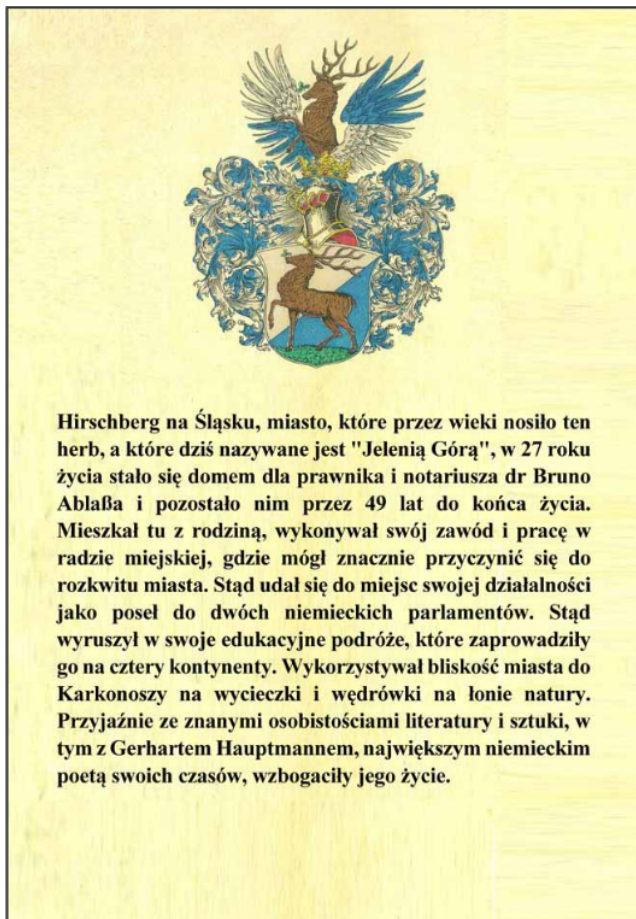 Hirschberg na Śląsku, miasto, które przez wieki nosiło ten
herb, a które dziś nazywane jest "Jelenią Górą", w 27 roku
życia stało się domem dla prawnika i notariusza dr Bruno
Ablaßa i pozostało nim przez 49 lat do końca życia.
Mieszkał tu z rodziną, wykonywał swój zawód i pracę w
radzie miejskiej, gdzie mógł znacznie przyczynić się do
rozkwitu miasta. Stąd udał się do miejsc swojej działalności
jako poseł do dwóch niemieckich parlamentów. Stąd
wyruszył w swoje edukacyjne podróże, które zaprowadziły
go na cztery kontynenty. Wykorzystywał bliskość miasta do
Karkonoszy na wycieczki i wędrówki na łonie natury.
Przyjaźnie ze znanymi osobistościami literatury i sztuki, w
tym z Gerhartem Hauptmannem, największym niemieckim
poetą swoich czasów, wzbogaciły jego życie.